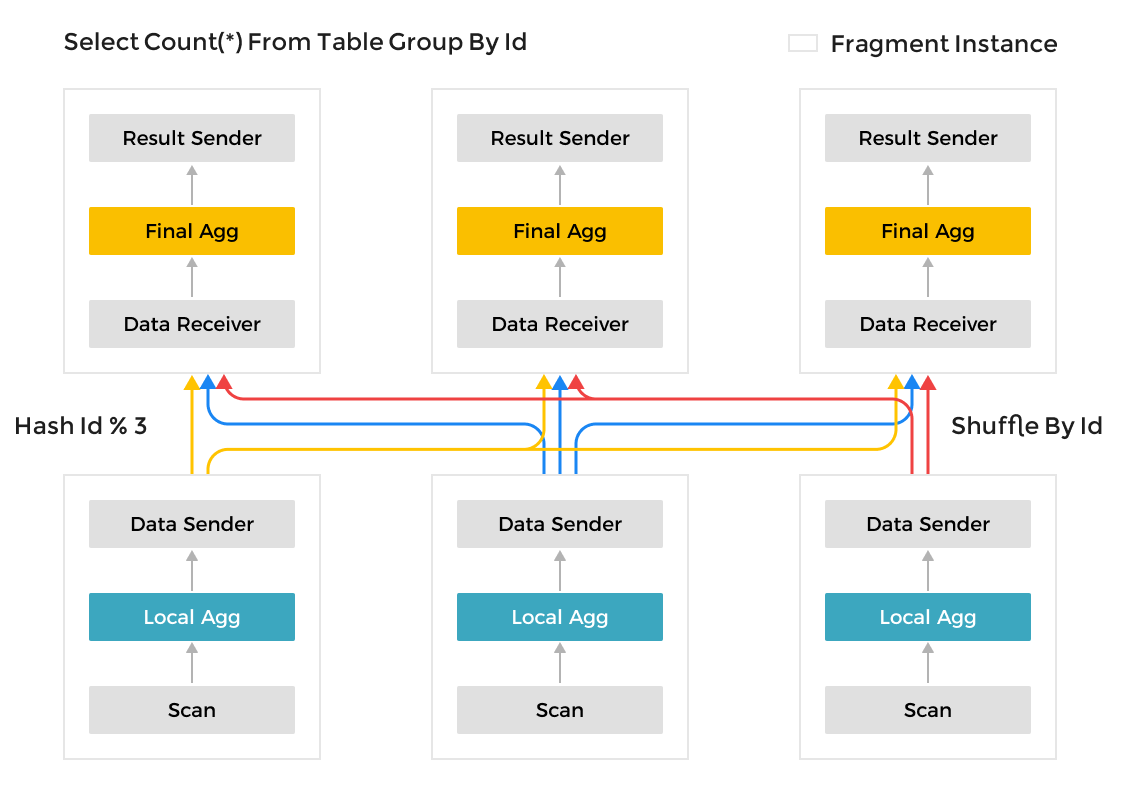 Select Count(*) From Table Group By Id
Fragment Instance
Result Sender
Result Sender
Result Sender
Final Agg
Final Agg
Final Agg
Data Receiver
Data Receiver
Data Receiver
Hash Id % 3
Shuffle By Id
Data Sender
Data Sender
Data Sender
Local Agg
Local Agg
Local Agg
Scan
Scan
Scan